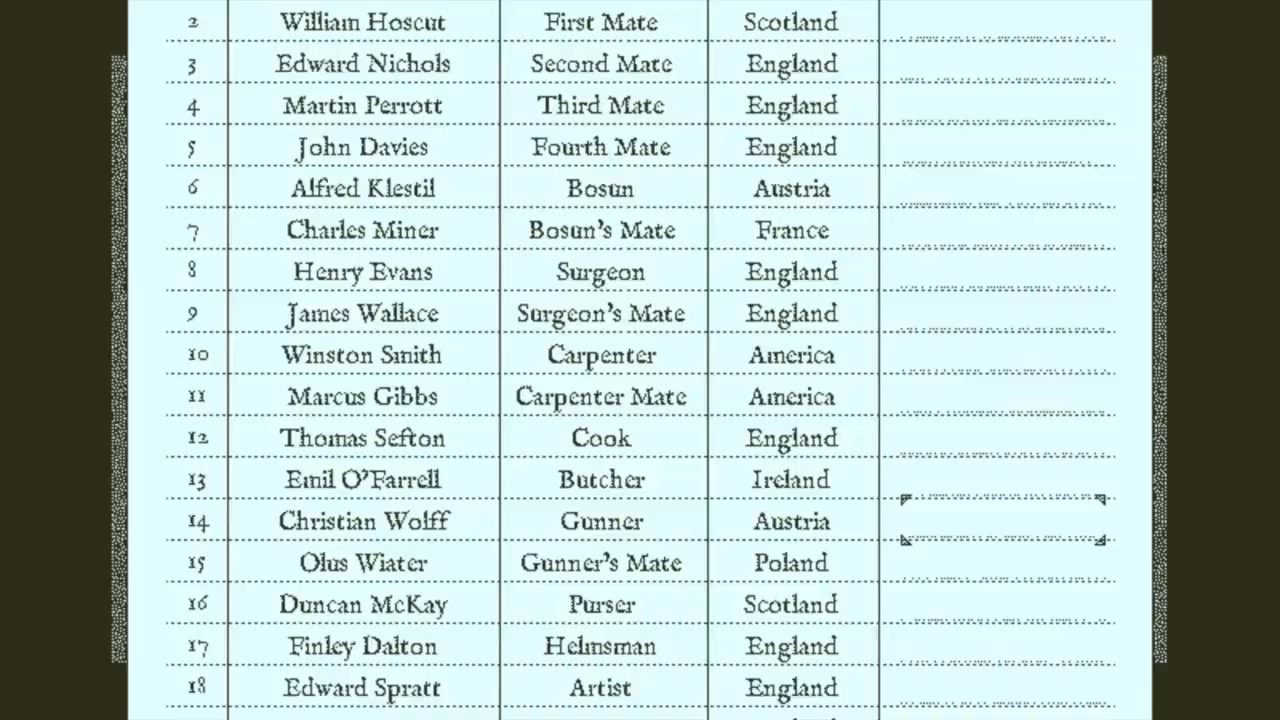 2 William Hoscut First Mate Scotland
3 Edward Nichols Second Mate England
4 Martin Perrott Third Mate England
5 John Davies Fourth Mate England
6 Alfred Klestil Bosun Austria
7 Charles Miner Bosun's Mate France
8 Henry Evans Surgeon England
9 James Wallace Surgeon's Mate England
10 Winston Smith Carpenter America
11 Marcus Gibbs Carpenter Mate America
12 Thomas Sefton Cook England
13 Emil O'Farrell Butcher Ireland
14 Christian Wolff Gunner Austria
15 Olus Wiater Gunner's Mate Poland
16 Duncan McKay Purser Scotland
17 Finley Dalton Helmsman England
18 Edward Spratt Artist England